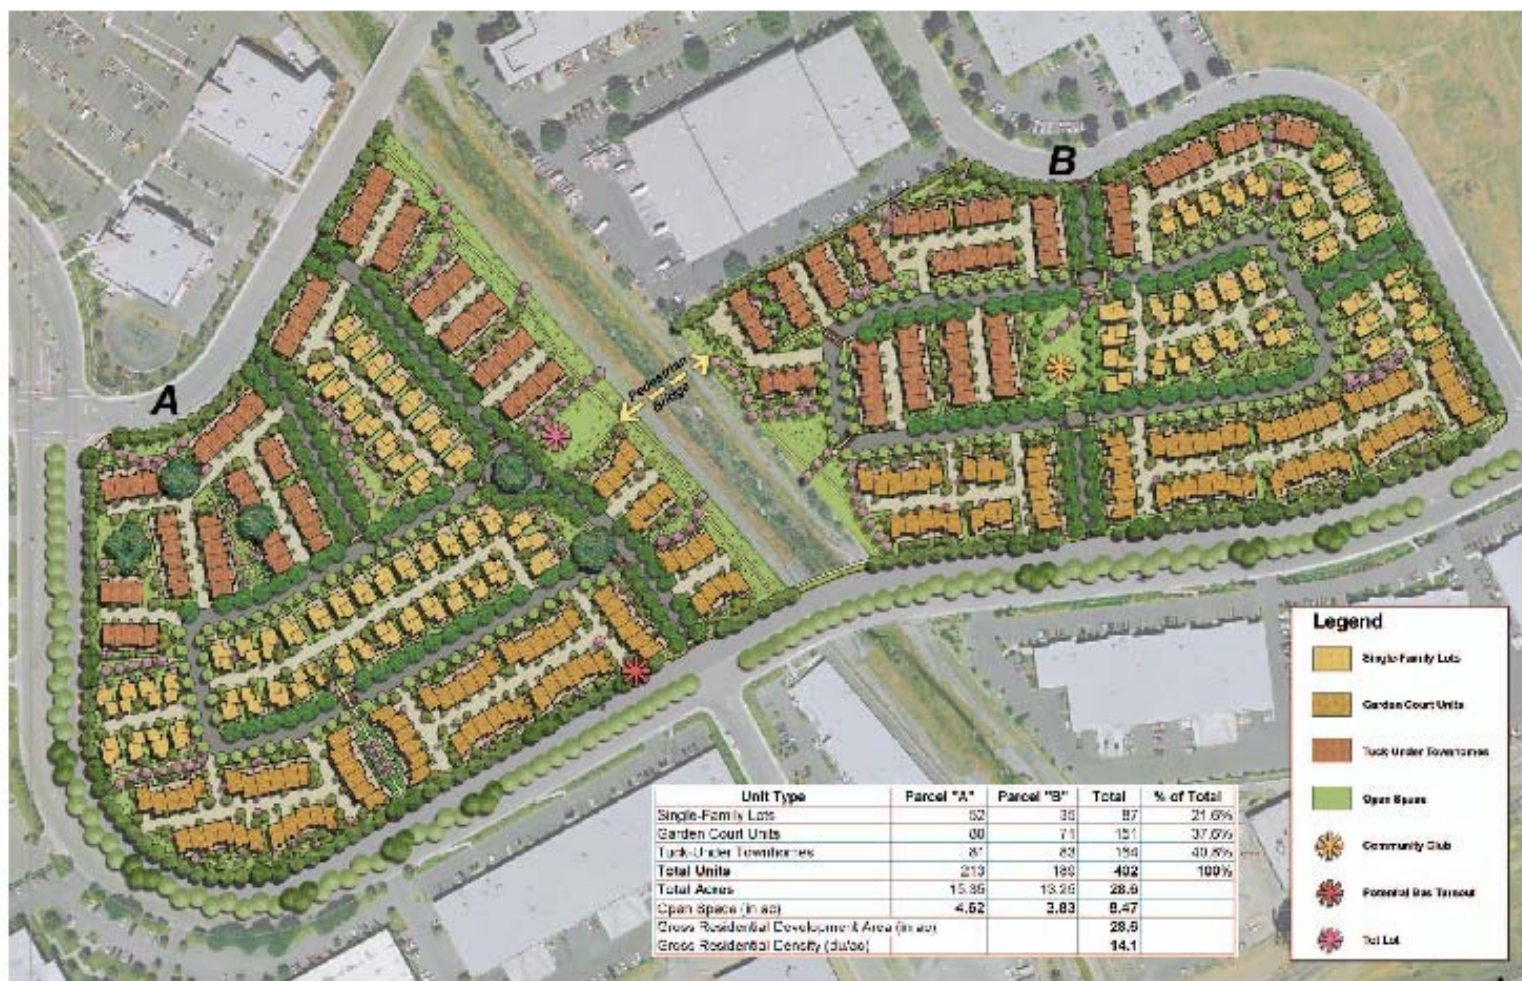 A
B
Pedestrian
Bridge
Legend
Single-Family Lots
Garden Court Units
Tuck-Under Townhomes
Open Space
Community Club
Potential Bus Turnout
Tot Lot
Unit Type Parcel "A" Parcel "B" Total % of Total
Single-Family Lots 52 35 87 21.6%
Garden Court Units 80 71 151 37.6%
Tuck-Under Townhomes 81 83 164 40.8%
Total Units 213 189 402 100%
Total Acres 15.35 13.25 28.6
Open Space (in ac) 8.47
Gross Residential Development Area (in ac) 28.6
Gross Residential Density (du/ac) 14.1